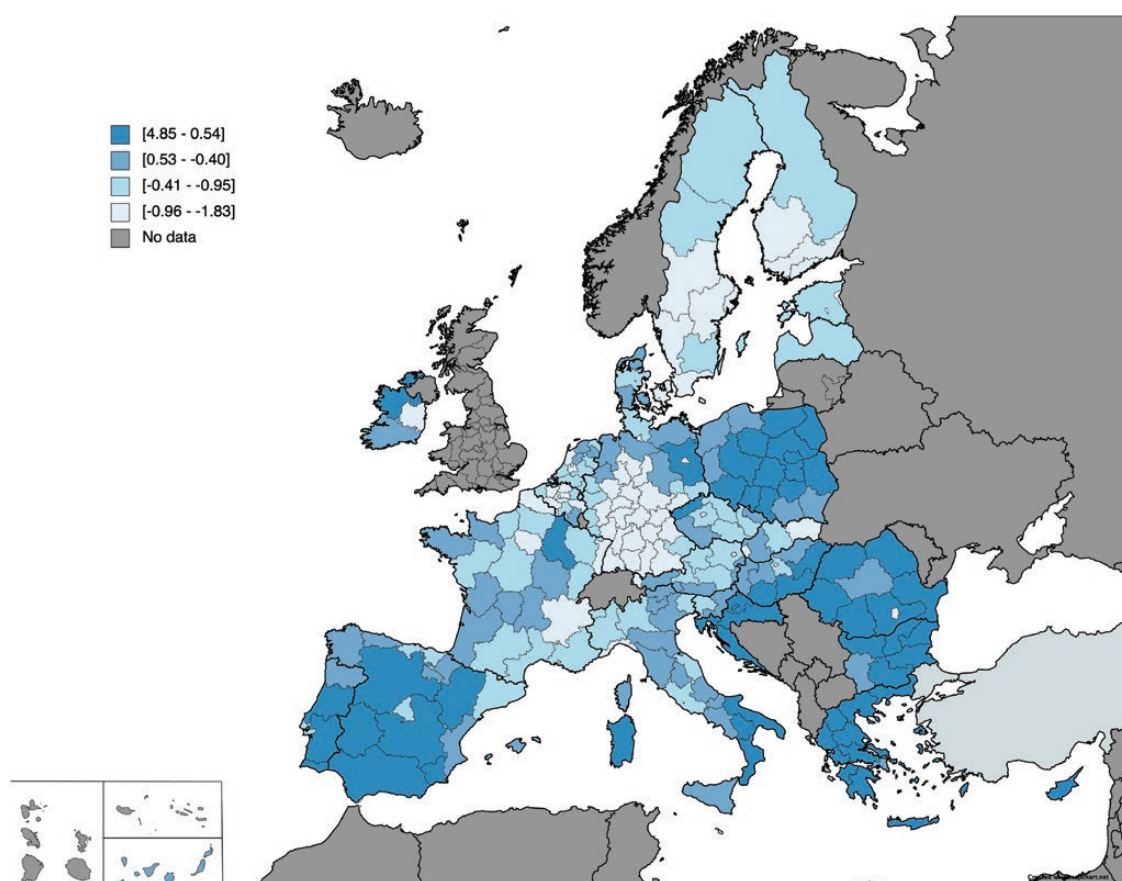 [4.85 - 0.54]
[0.53 - -0.40]
[-0.41 - -0.95]
[-0.96 - -1.83]
No data